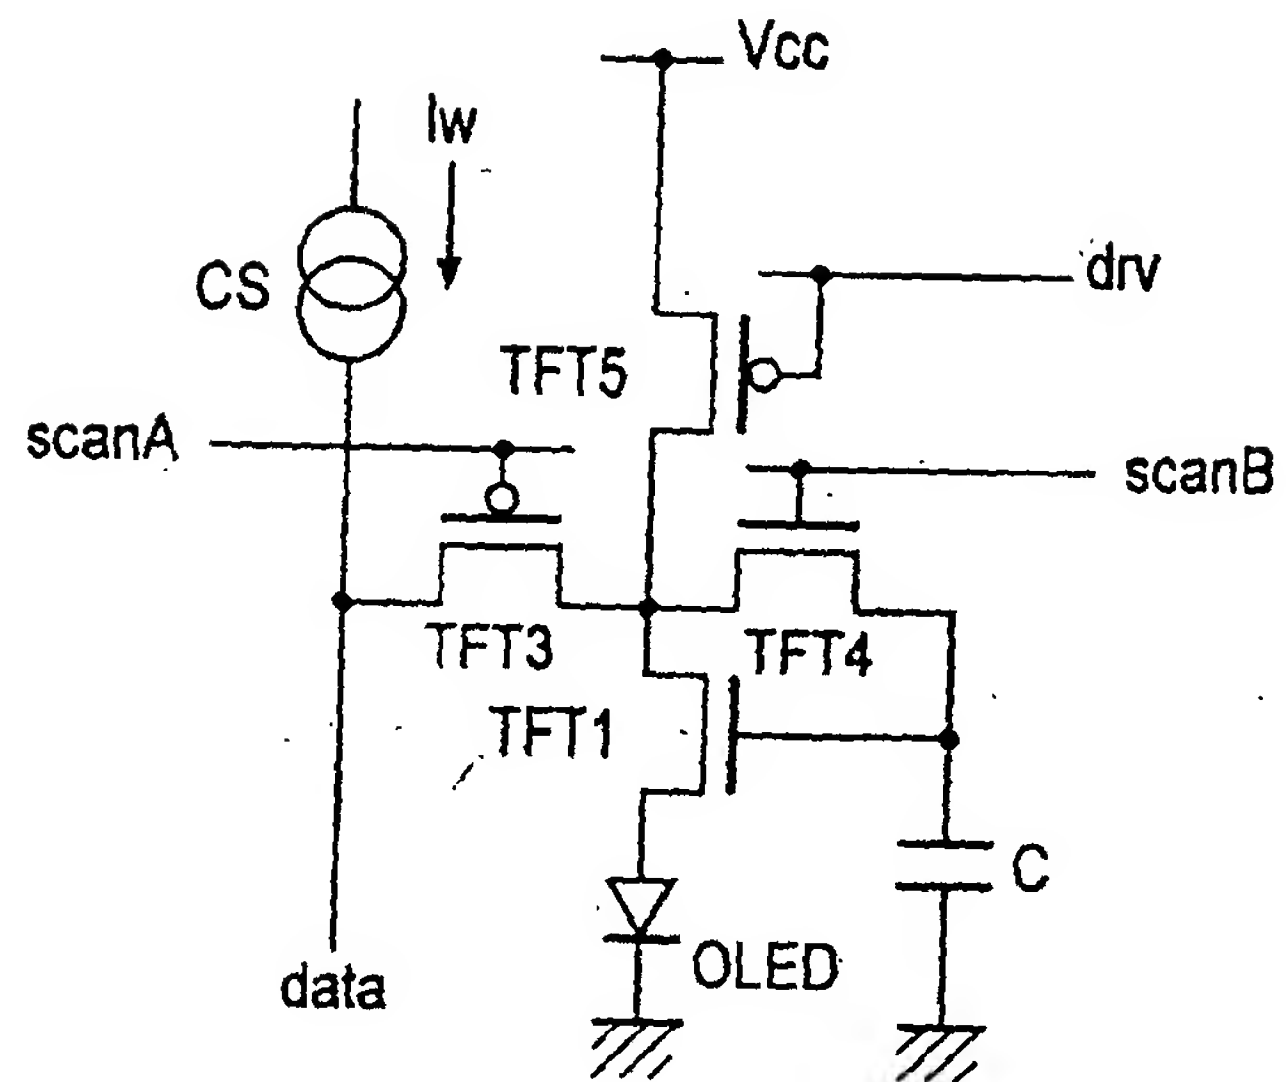 Vcc
Iw
CS
drv
TFT5
scanA
scanB
TFT3
TFT4
TFT1
C
OLED
data